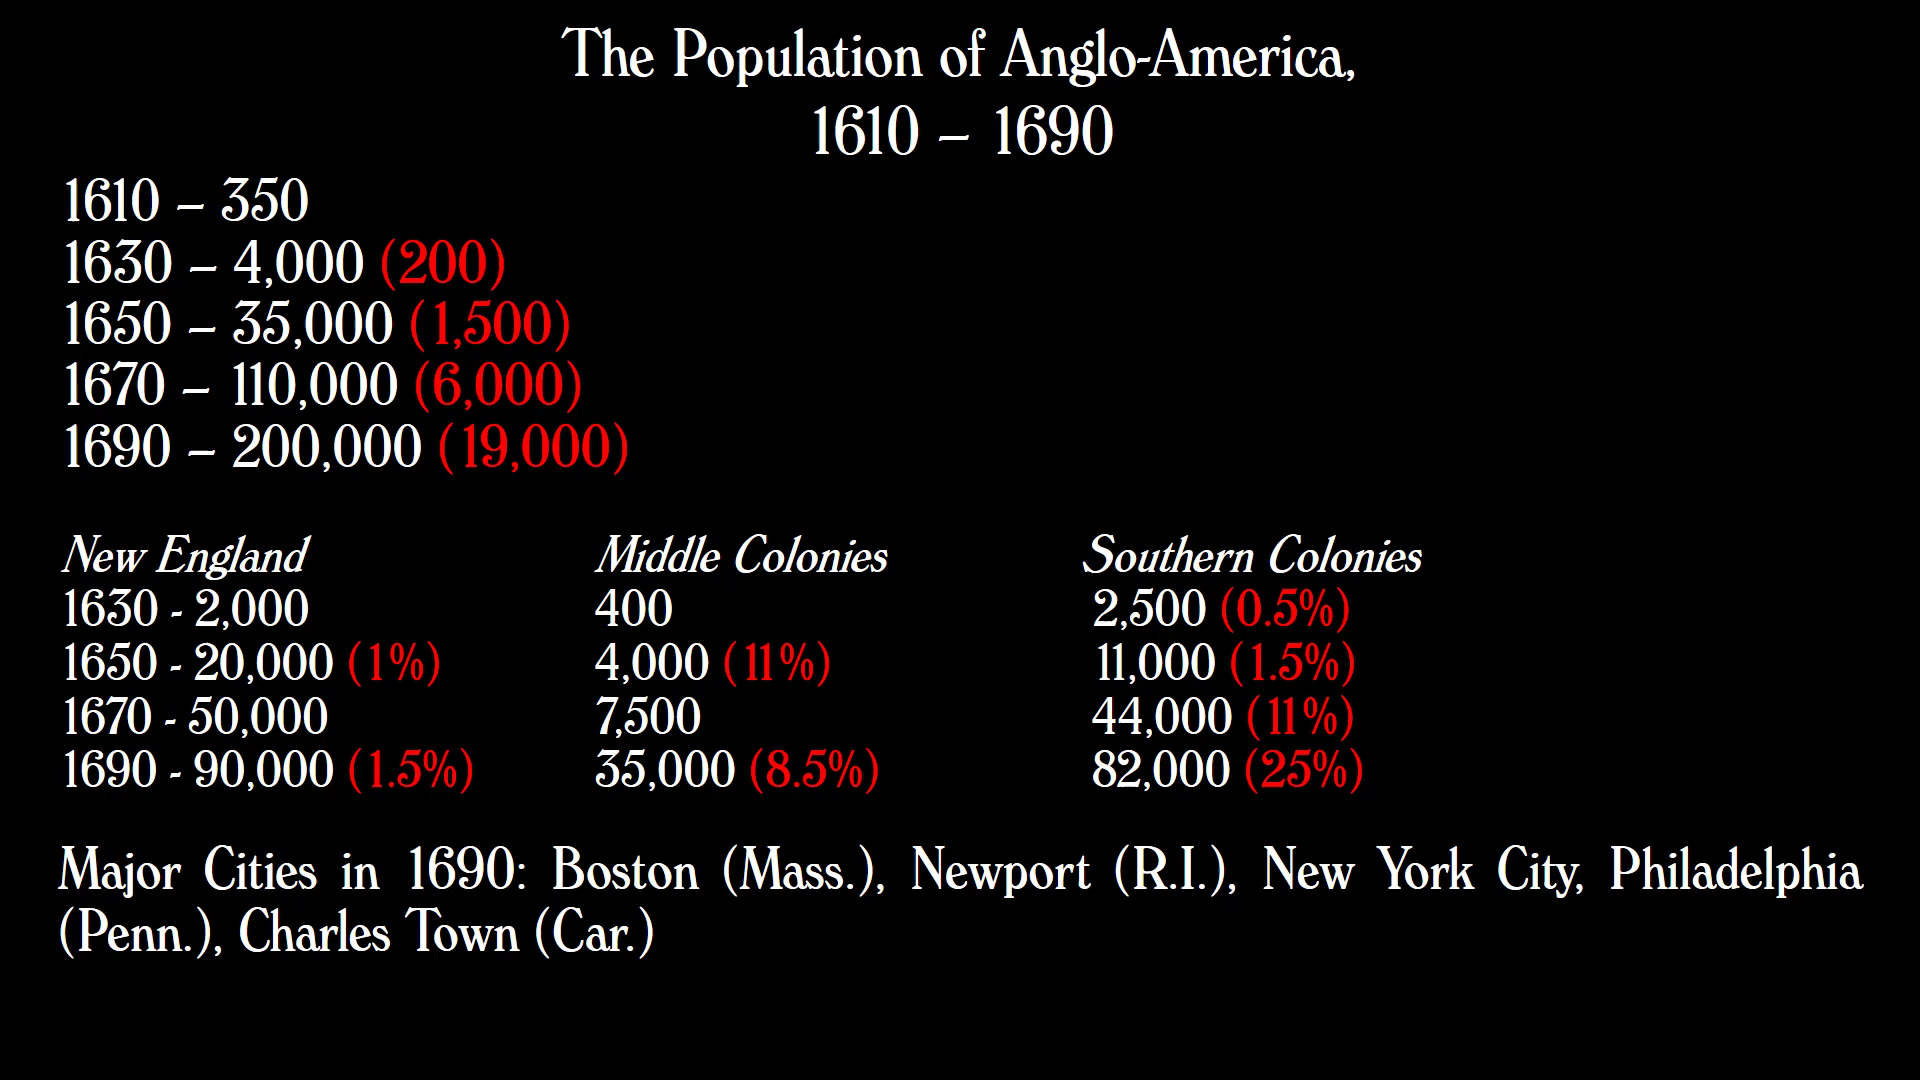 The Population of Anglo-America,
1610 – 1690
1610 – 350
1630 – 4,000 (200)
1650 – 35,000 (1,500)
1670 – 110,000 (6,000)
1690 – 200,000 (19,000)
New England Middle Colonies Southern Colonies
1630 - 2,000 400 2,500 (0.5%)
1650 - 20,000 (1%) 4,000 (11%) 11,000 (1.5%)
1670 - 50,000 7,500 44,000 (11%)
1690 - 90,000 (1.5%) 35,000 (8.5%) 82,000 (25%)
Major Cities in 1690: Boston (Mass.), Newport (R.I.), New York City, Philadelphia
(Penn.), Charles Town (Car.)